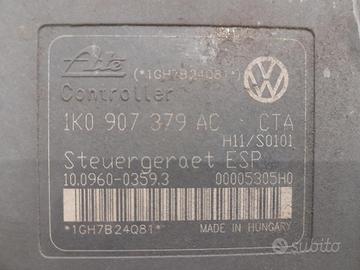 Ate (*1GH7B24Q81*)
Controller
1K0 907 379 AC CTA
H11/S0101
Steuergeraet ESP
10.0960-0359.3 00005305H0
*1GH7B24Q81*
MADE IN HUNGARY
subito